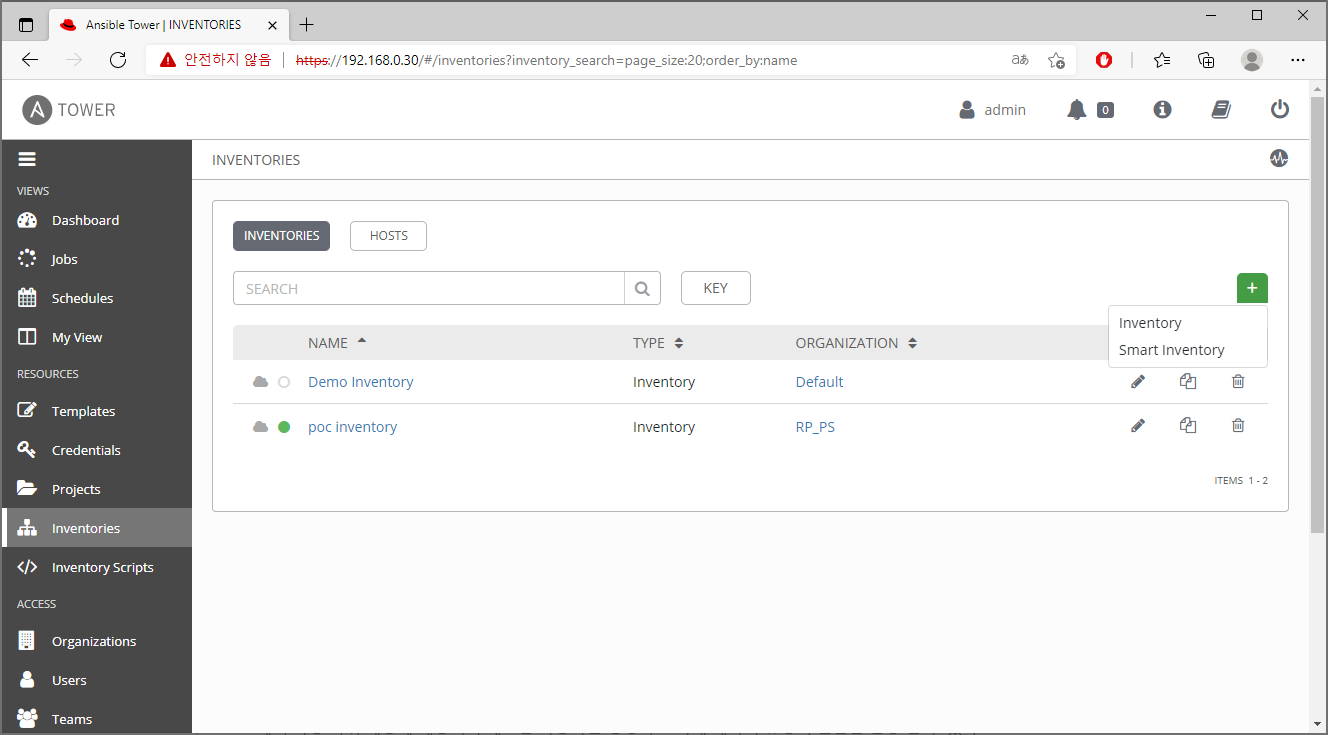 Ansible Tower | INVENTORIES
안전하지 않음 https://192.168.0.30/#/inventories?inventory_search=page_size:20;order_by:name aあ
A TOWER admin 0
INVENTORIES
VIEWS
Dashboard
Jobs
Schedules
My View
RESOURCES
Templates
Credentials
Projects
Inventories
Inventory Scripts
ACCESS
Organizations
Users
Teams
INVENTORIES HOSTS
SEARCH KEY +
Inventory
Smart Inventory
NAME TYPE ORGANIZATION
Demo Inventory Inventory Default
poc inventory Inventory RP_PS
ITEMS 1 - 2